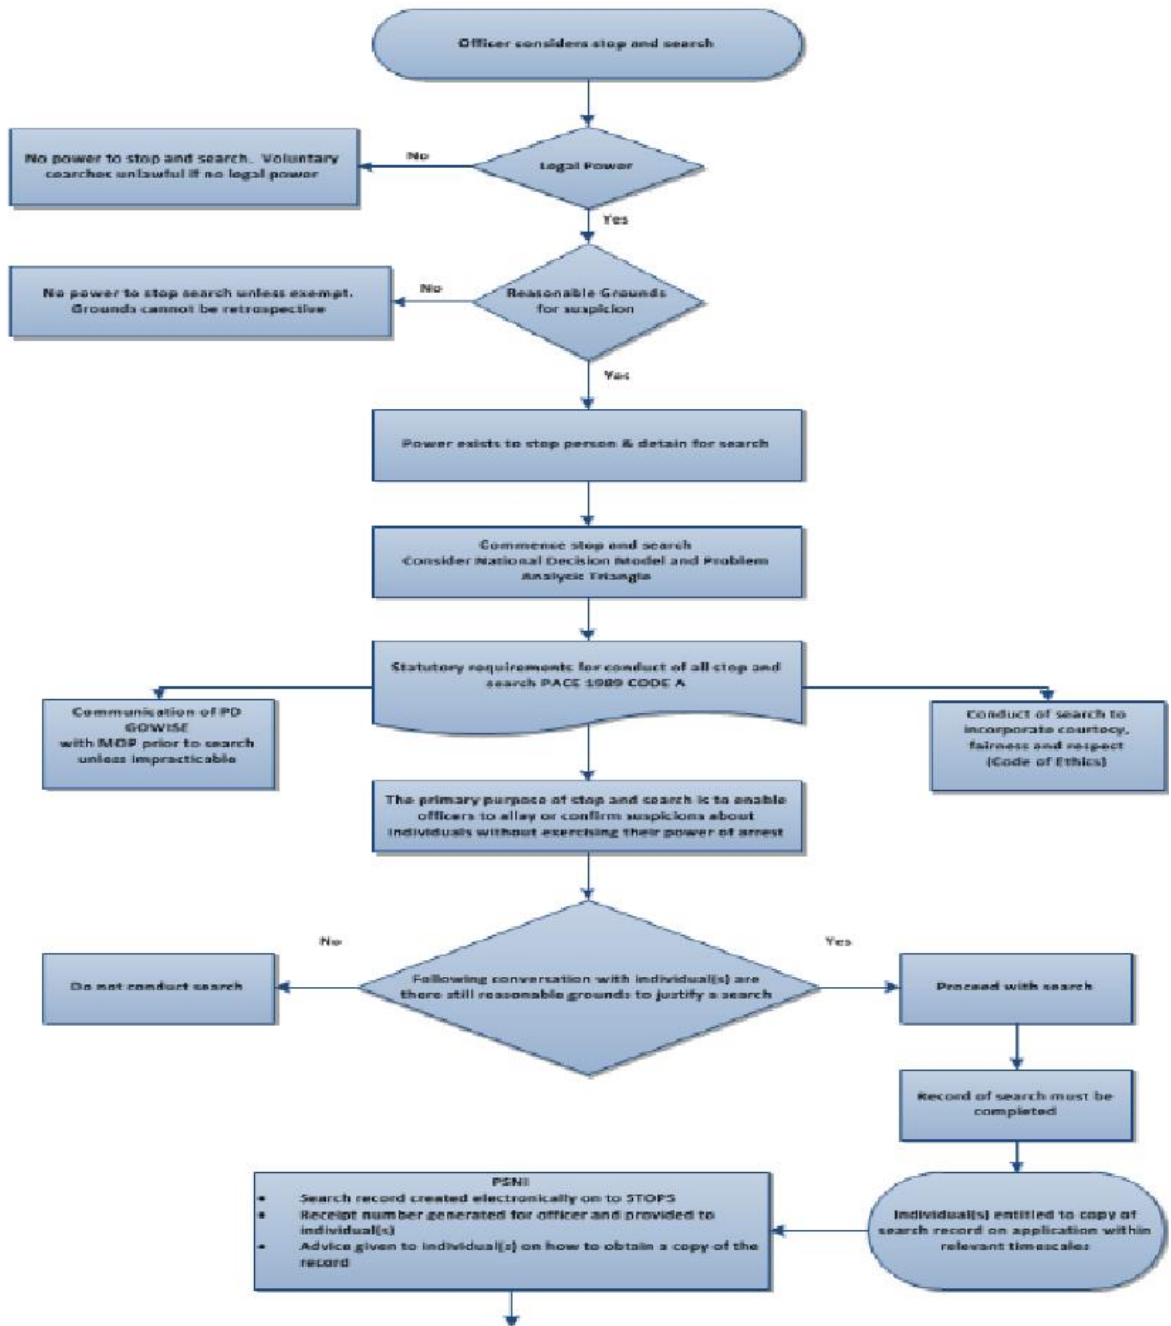 Officer considers stop and search
No
Legal Power
No power to stop and search. Voluntary
searches unlawful if no legal power
Yes
No
Reasonable Grounds
for suspicion
No power to stop search unless exempt.
Grounds cannot be retrospective
Yes
Power exists to stop person & detain for search
Commense stop and search
Consider National Decision Model and Problem
Analysis Triangle
Statutory requirements for conduct of all stop and
search PACE 1989 CODE A
Communication of PD
GOWISE
with MOP prior to search
unless impracticable
Conduct of search to
incorporate courtesy,
fairness and respect
(Code of Ethics)
The primary purpose of stop and search is to enable
officers to allay or confirm suspicions about
individuals without exercising their power of arrest
No
Yes
Do not conduct search
Following conversation with individual(s) are
there still reasonable grounds to justify a search
Proceed with search
Record of search must be
completed
PSNI
• Search record created electronically on to STOPS
• Receipt number generated for officer and provided to
individual(s)
• Advice given to individual(s) on how to obtain a copy of the
record
Individual(s) entitled to copy of
search record on application within
relevant timescales